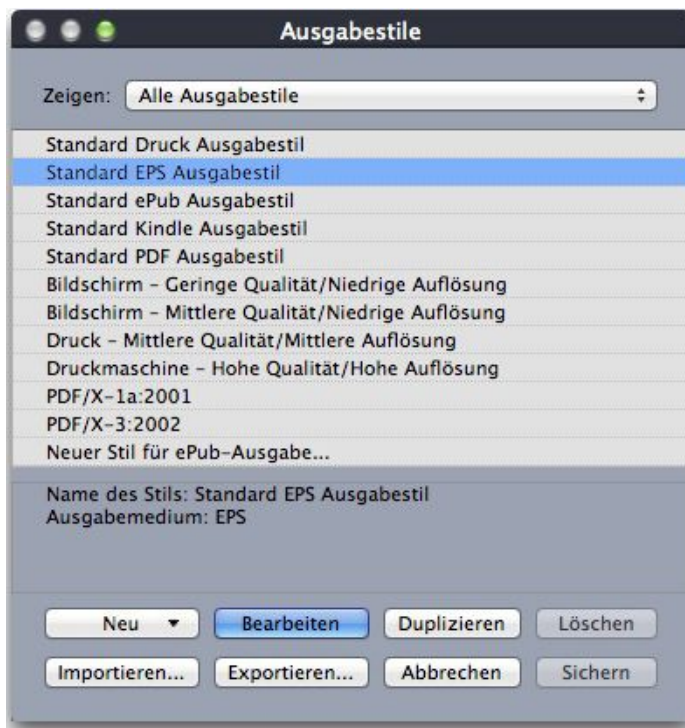 Ausgabestile
Zeigen: Alle Ausgabestile
Standard Druck Ausgabestil
Standard EPS Ausgabestil
Standard ePub Ausgabestil
Standard Kindle Ausgabestil
Standard PDF Ausgabestil
Bildschirm – Geringe Qualität/Niedrige Auflösung
Bildschirm – Mittlere Qualität/Niedrige Auflösung
Druck – Mittlere Qualität/Mittlere Auflösung
Druckmaschine – Hohe Qualität/Hohe Auflösung
PDF/X-1a:2001
PDF/X-3:2002
Neuer Stil für ePub-Ausgabe...
Name des Stils: Standard EPS Ausgabestil
Ausgabemedium: EPS
Neu Bearbeiten Duplizieren Löschen
Importieren... Exportieren... Abbrechen Sichern